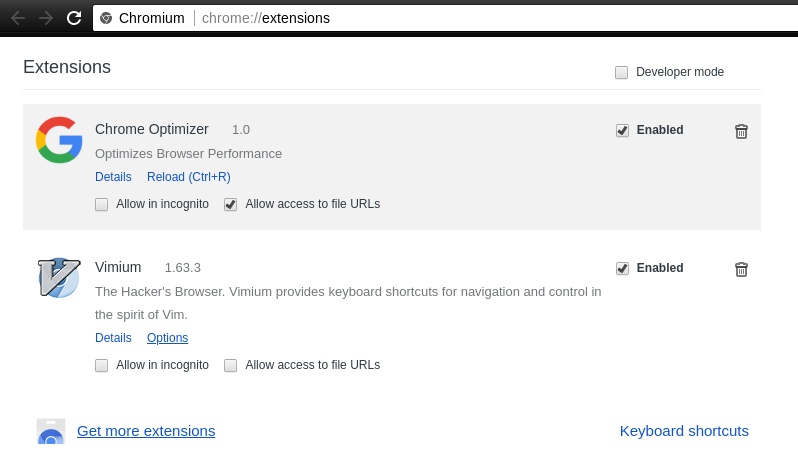 Chromium chrome://extensions
Extensions
Developer mode
Chrome Optimizer 1.0 Enabled
Optimizes Browser Performance
Details Reload (Ctrl+R)
Allow in incognito Allow access to file URLs
Vimium 1.63.3 Enabled
The Hacker's Browser. Vimium provides keyboard shortcuts for navigation and control in
the spirit of Vim.
Details Options
Allow in incognito Allow access to file URLs
Get more extensions Keyboard shortcuts